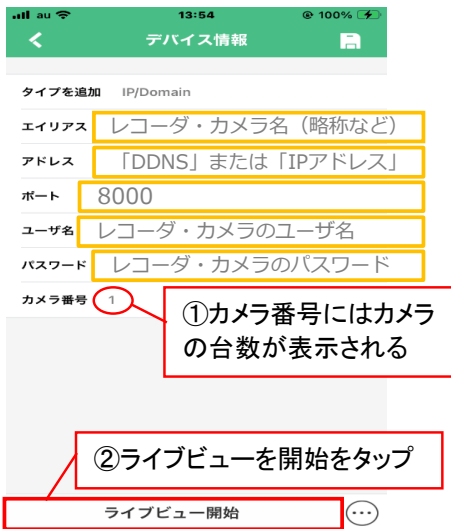 au 13:54 100%
デバイス情報
タイプを追加 IP/Domain
エイリアス レコーダ・カメラ名（略称など）
アドレス 「DDNS」または「IPアドレス」
ポート 8000
ユーザ名 レコーダ・カメラのユーザ名
パスワード レコーダ・カメラのパスワード
カメラ番号 1
①カメラ番号にはカメラ
の台数が表示される
②ライブビューを開始をタップ
ライブビュー開始